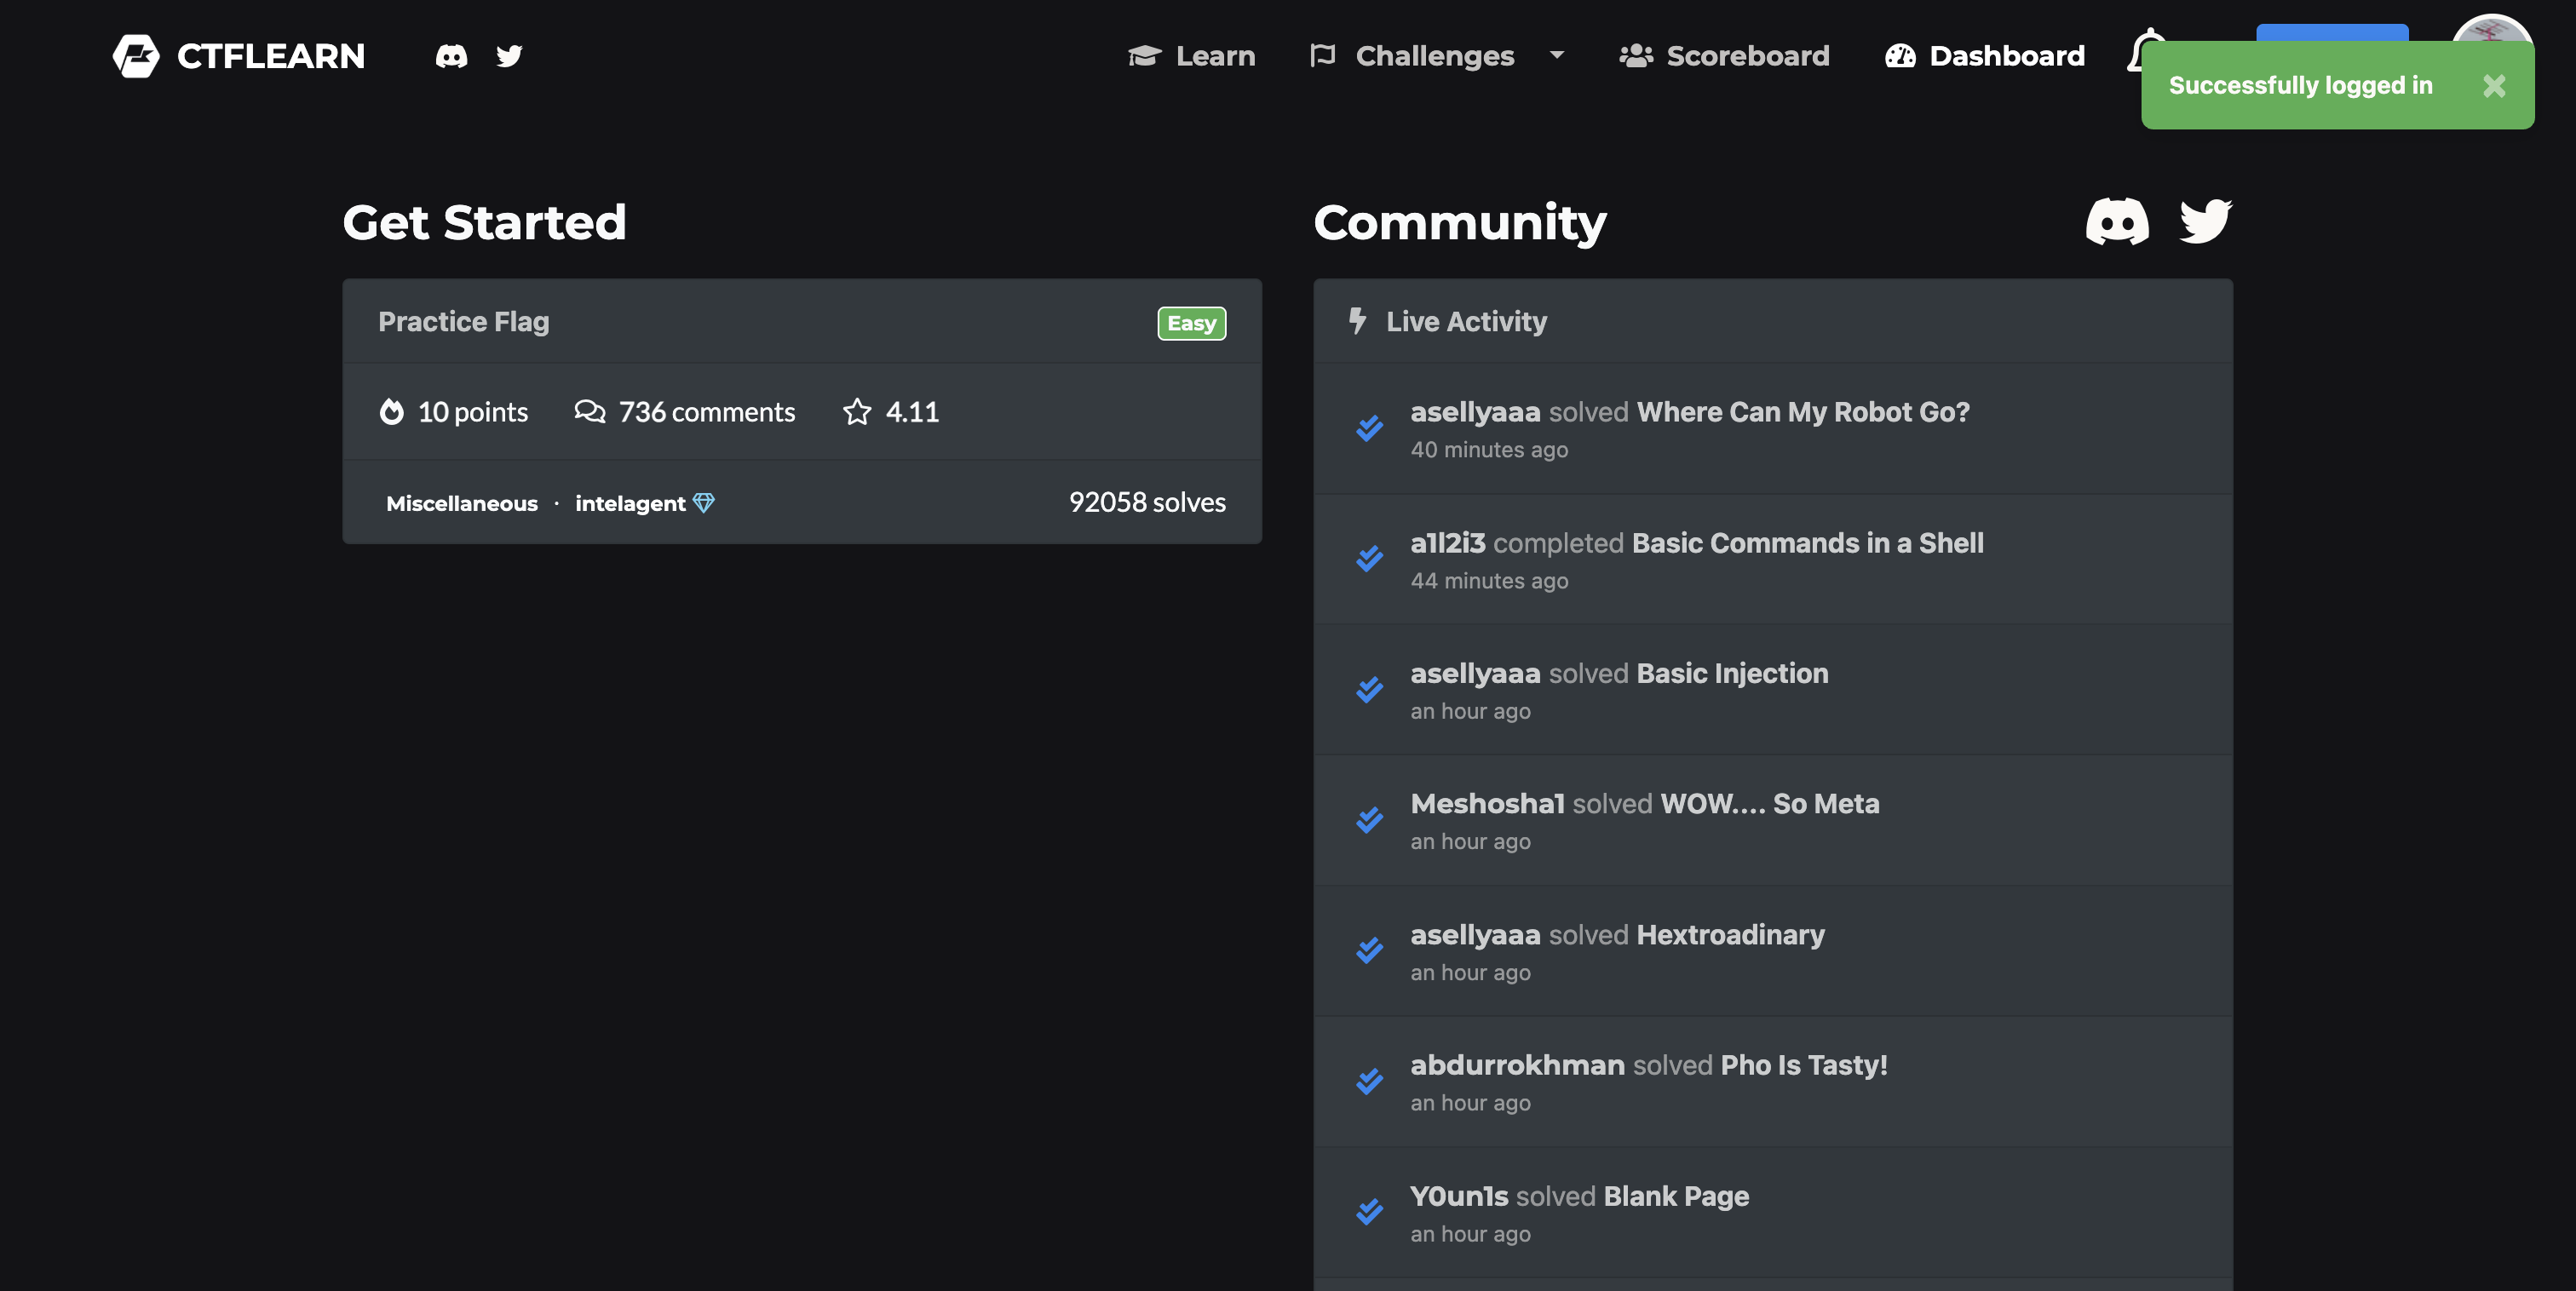 CTFLEARN
Learn
Challenges
Scoreboard
Dashboard
Successfully logged in
Get Started
Practice Flag
Easy
10 points
736 comments
4.11
Miscellaneous · intelagent
92058 solves
Community
Live Activity
asellyaaa solved Where Can My Robot Go?
40 minutes ago
a1l2i3 completed Basic Commands in a Shell
44 minutes ago
asellyaaa solved Basic Injection
an hour ago
Meshosha1 solved WOW.... So Meta
an hour ago
asellyaaa solved Hextroadinary
an hour ago
abdurrokhman solved Pho Is Tasty!
an hour ago
Y0un1s solved Blank Page
an hour ago